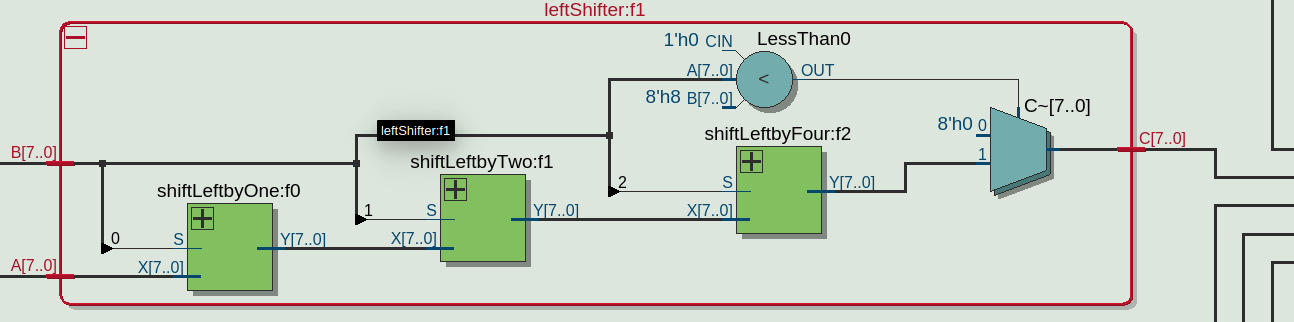 leftShifter:f1
1'h0 CIN
LessThan0
A[7..0]
<
OUT
8'h8 B[7..0]
C~[7..0]
8'h0 0
1
C[7..0]
leftShifter:f1
shiftLeftbyFour:f2
B[7..0]
shiftLeftbyTwo:f1
2
S
Y[7..0]
shiftLeftbyOne:f0
1
S
Y[7..0]
X[7..0]
0
S
Y[7..0]
X[7..0]
A[7..0]
X[7..0]